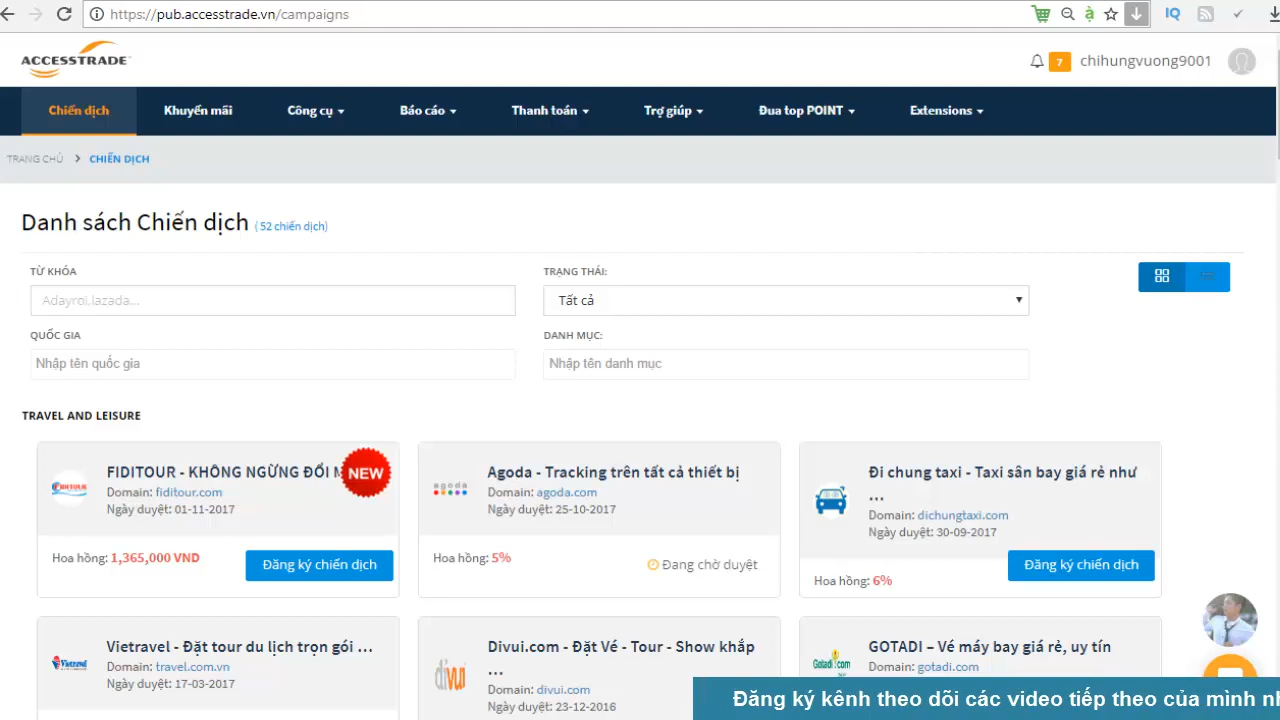 https://pub.accesstrade.vn/campaigns
IQ
ACCESSTRADE
7
chihungvuong9001
Chiến dịch
Khuyến mãi
Công cụ
Báo cáo
Thanh toán
Trợ giúp
Đua top POINT
Extensions
TRANG CHỦ > CHIẾN DỊCH
Danh sách Chiến dịch (52 chiến dịch)
TỪ KHÓA
TRẠNG THÁI:
Adayroi,lazada...
Tất cả
QUỐC GIA
DANH MỤC:
Nhập tên quốc gia
Nhập tên danh mục
TRAVEL AND LEISURE
FIDITOUR - KHÔNG NGỪNG ĐỔI
NEW
Domain: fiditour.com
Ngày duyệt: 01-11-2017
Hoa hồng: 1,365,000 VND
Đăng ký chiến dịch
agoda
Agoda - Tracking trên tất cả thiết bị
Domain: agoda.com
Ngày duyệt: 25-10-2017
Hoa hồng: 5%
Đang chờ duyệt
Đi chung taxi - Taxi sân bay giá rẻ như
...
Domain: dichungtaxi.com
Ngày duyệt: 30-09-2017
Hoa hồng: 6%
Đăng ký chiến dịch
Vietravel
Vietravel - Đặt tour du lịch trọn gói ...
Domain: travel.com.vn
Ngày duyệt: 17-03-2017
divui
Divui.com - Đặt Vé - Tour - Show khắp
...
Domain: divui.com
Ngày duyệt: 23-12-2016
Gotadi.com
GOTADI – Vé máy bay giá rẻ, uy tín
Domain: gotadi.com
Đăng ký kênh theo dõi các video tiếp theo của mình